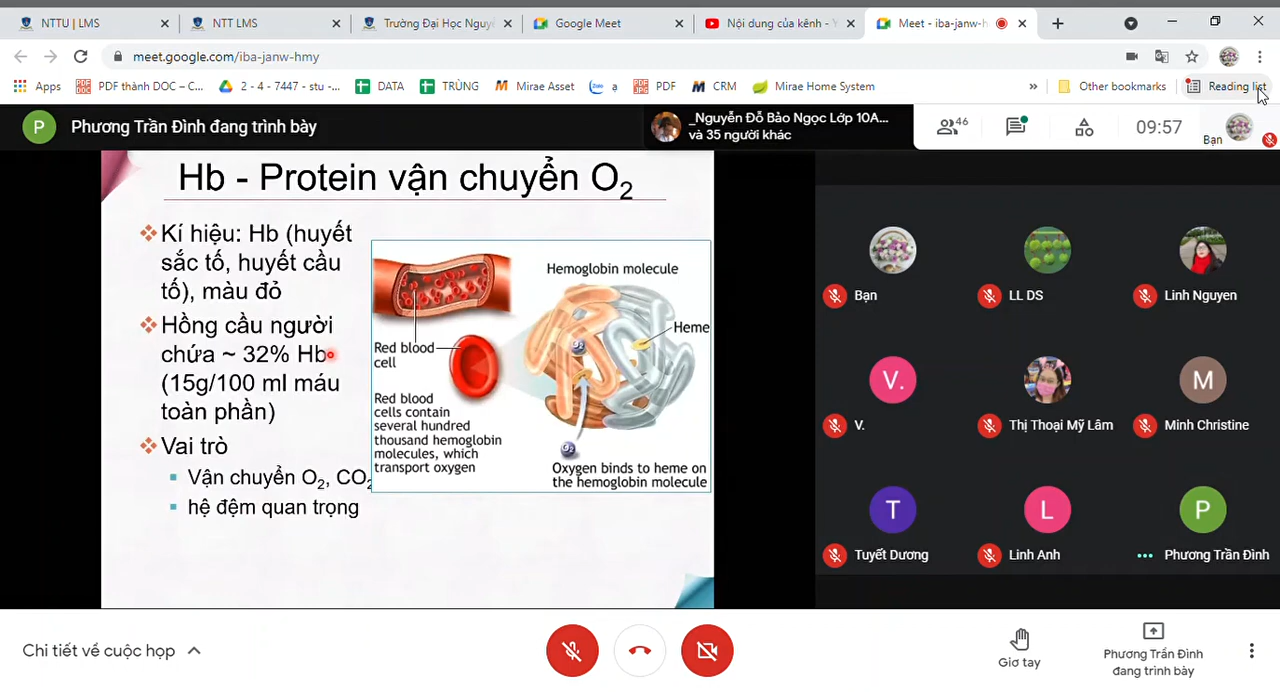 NTTU | LMS
NTT LMS
Trường Đại Học Nguy
Google Meet
Nội dung của kênh - Y
Meet - iba-janw-h
meet.google.com/iba-janw-hmy
Apps
PDF thành DOC – C...
2 - 4 - 7447 - stu -...
DATA
TRÙNG
Mirae Asset
Zalo
ạ
PDF
CRM
Mirae Home System
»
Other bookmarks
Reading list
P
Phương Trần Đình đang trình bày
_Nguyễn Đỗ Bảo Ngọc Lớp 10A...
và 35 người khác
46
09:57
Bạn
Hb - Protein vận chuyển O2
Kí hiệu: Hb (huyết
sắc tố, huyết cầu
tố), màu đỏ
Hồng cầu người
chứa ~ 32% Hb
(15g/100 ml máu
toàn phần)
Vai trò
Vận chuyển O2, CO2
hệ đệm quan trọng
Hemoglobin molecule
Heme
O2
Red blood
cell
Red blood
cells contain
several hundred
thousand hemoglobin
molecules, which
transport oxygen
O2
Oxygen binds to heme on
the hemoglobin molecule
Bạn
LL DS
Linh Nguyen
V.
V.
Thị Thoại Mỹ Lâm
M
Minh Christine
T
Tuyết Dương
L
Linh Anh
P
Phương Trần Đình
Chi tiết về cuộc họp
Giơ tay
Phương Trần Đình
đang trình bày